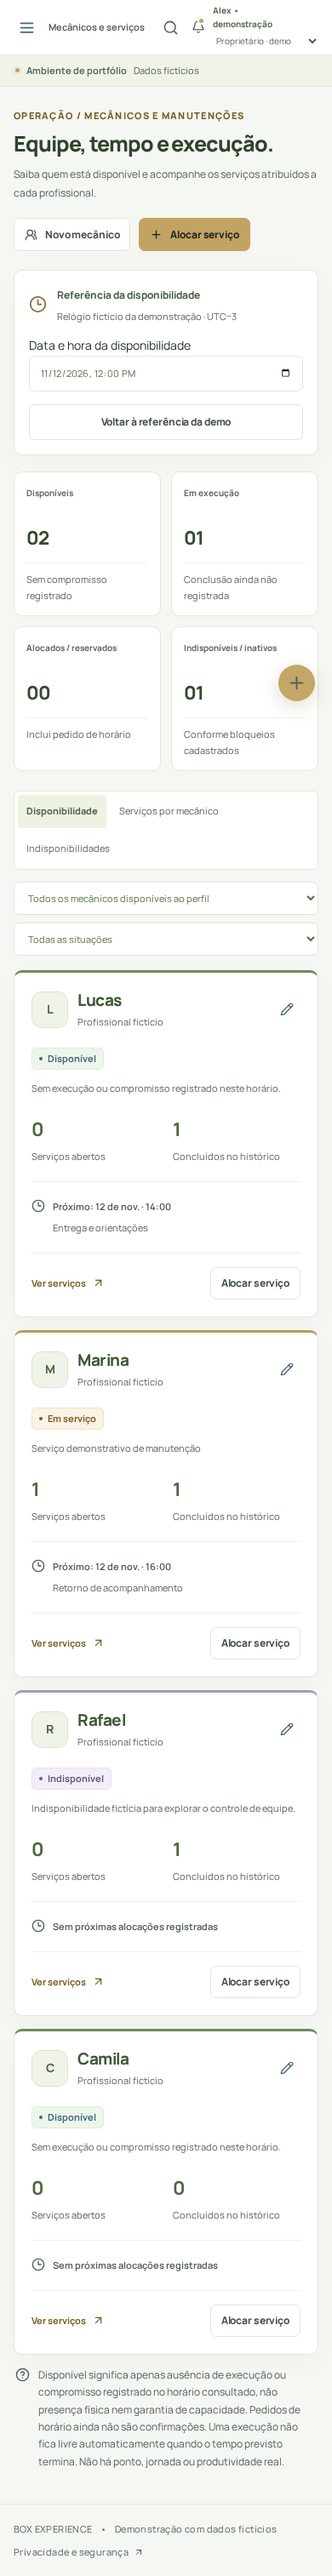 Mecânicos e serviços
Alex •
demonstração
Proprietário · demo
Ambiente de portfólio Dados fictícios
OPERAÇÃO / MECÂNICOS E MANUTENÇÕES
Equipe, tempo e execução.
Saiba quem está disponível e acompanhe os serviços atribuídos a
cada profissional.
Novo mecânico
Alocar serviço
Referência da disponibilidade
Relógio fictício da demonstração · UTC−3
Data e hora da disponibilidade
11/12/2026, 12:00 PM
Voltar à referência da demo
Disponíveis
02
Sem compromisso
registrado
Em execução
01
Conclusão ainda não
registrada
Alocados / reservados
00
Inclui pedido de horário
Indisponíveis / inativos
01
Conforme bloqueios
cadastrados
Disponibilidade
Serviços por mecânico
Indisponibilidades
Todos os mecânicos disponíveis ao perfil
Todas as situações
L
Lucas
Profissional fictício
Disponível
Sem execução ou compromisso registrado neste horário.
0
Serviços abertos
1
Concluídos no histórico
Próximo: 12 de nov. · 14:00
Entrega e orientações
Ver serviços
Alocar serviço
M
Marina
Profissional fictício
Em serviço
Serviço demonstrativo de manutenção
1
Serviços abertos
1
Concluídos no histórico
Próximo: 12 de nov. · 16:00
Retorno de acompanhamento
Ver serviços
Alocar serviço
R
Rafael
Profissional fictício
Indisponível
Indisponibilidade fictícia para explorar o controle de equipe.
0
Serviços abertos
1
Concluídos no histórico
Sem próximas alocações registradas
Ver serviços
Alocar serviço
C
Camila
Profissional fictício
Disponível
Sem execução ou compromisso registrado neste horário.
0
Serviços abertos
0
Concluídos no histórico
Sem próximas alocações registradas
Ver serviços
Alocar serviço
Disponível significa apenas ausência de execução ou
compromisso registrado no horário consultado, não
presença física nem garantia de capacidade. Pedidos de
horário ainda não são confirmações. Uma execução não
fica livre automaticamente quando o tempo previsto
termina. Não há ponto, jornada ou produtividade real.
BOX EXPERIENCE • Demonstração com dados fictícios
Privacidade e segurança